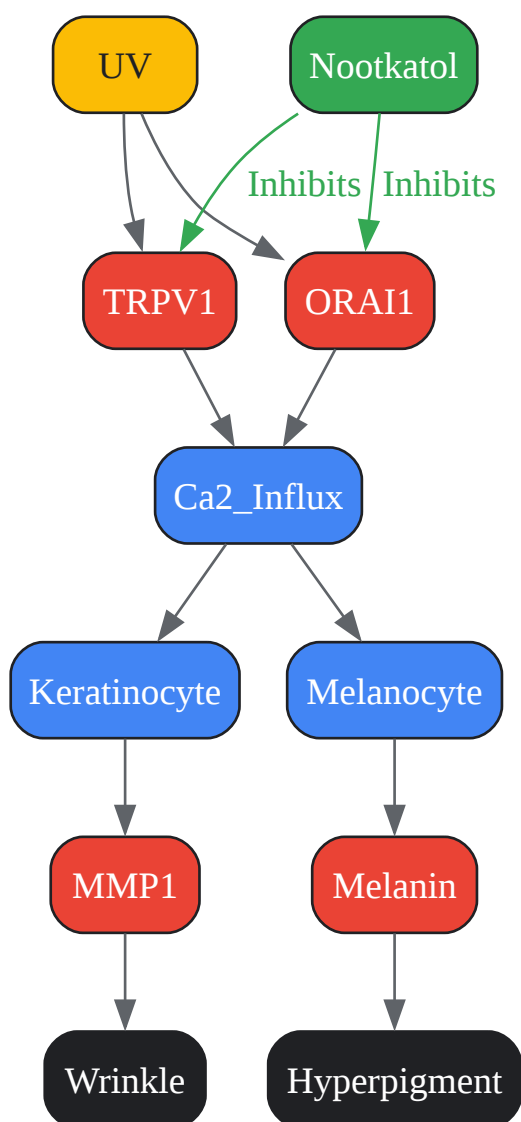 UV
Nootkatol
Inhibits
Inhibits
TRPV1
ORAI1
Ca2_Influx
Keratinocyte
Melanocyte
MMP1
Melanin
Wrinkle
Hyperpigment